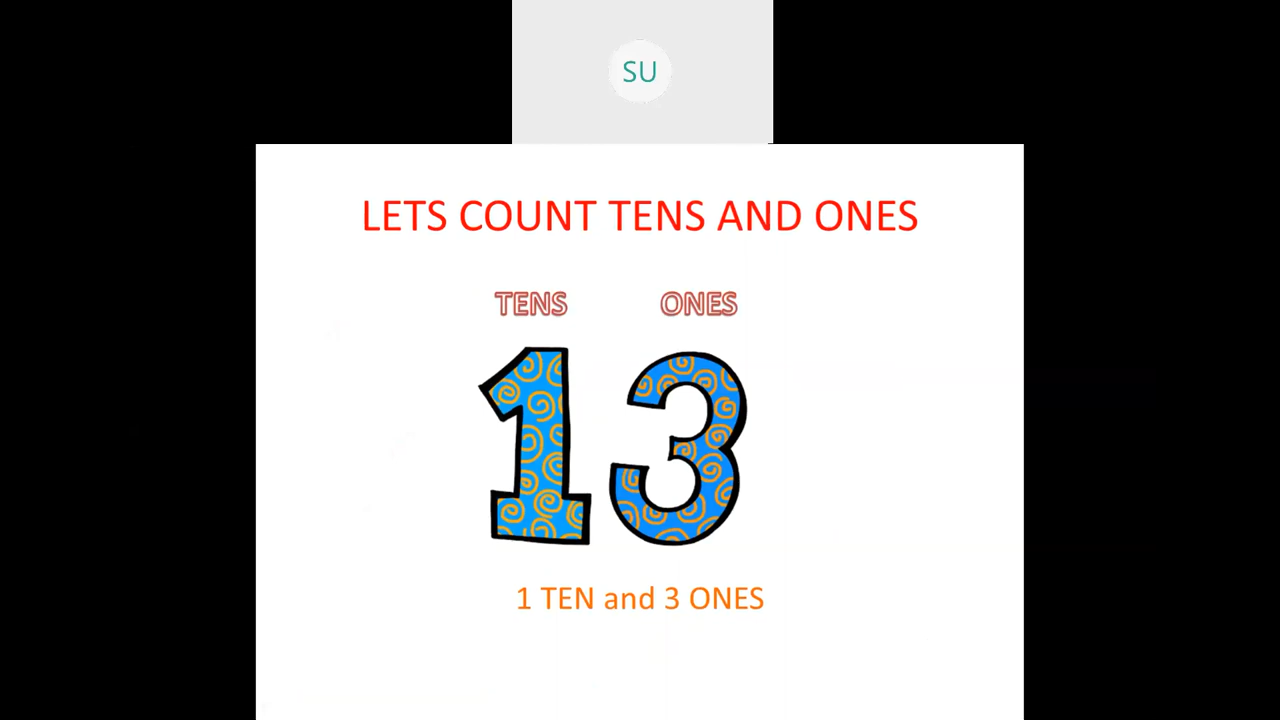 SU
LETS COUNT TENS AND ONES
TENS ONES
13
1 TEN and 3 ONES